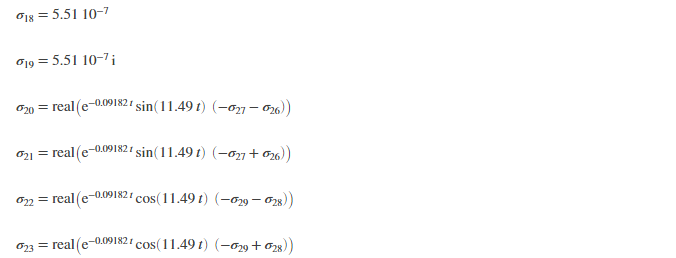 σ₁₈ = 5.51 10⁻⁷
σ₁₉ = 5.51 10⁻⁷ i
σ₂₀ = real(e^(−0.09182 t) sin(11.49 t) (−σ₂₇ − σ₂₆))
σ₂₁ = real(e^(−0.09182 t) sin(11.49 t) (−σ₂₇ + σ₂₆))
σ₂₂ = real(e^(−0.09182 t) cos(11.49 t) (−σ₂₉ − σ₂₈))
σ₂₃ = real(e^(−0.09182 t) cos(11.49 t) (−σ₂₉ + σ₂₈))